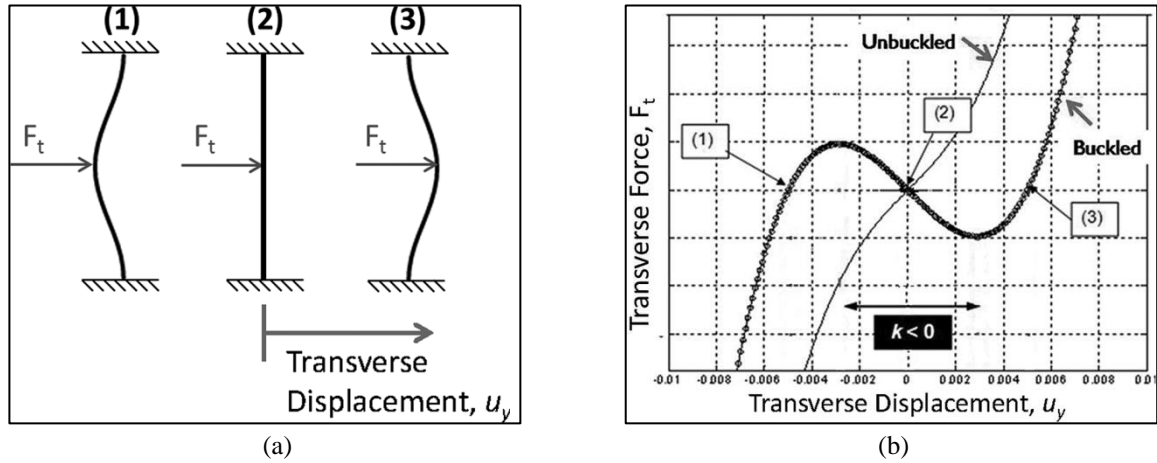 (1) (2) (3)
F_t F_t F_t
Transverse
Displacement, u_y
(a)
Transverse Force, F_t
Unbuckled
(2)
(1)
Buckled
(3)
k < 0
-0.01 -0.008 -0.006 -0.004 -0.002 0 0.002 0.004 0.006 0.008 0.01
Transverse Displacement, u_y
(b)